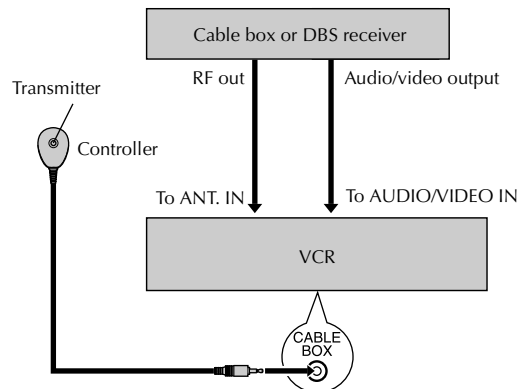 Cable box or DBS receiver
RF out
Audio/video output
Transmitter
Controller
To ANT. IN
To AUDIO/VIDEO IN
VCR
CABLE
BOX